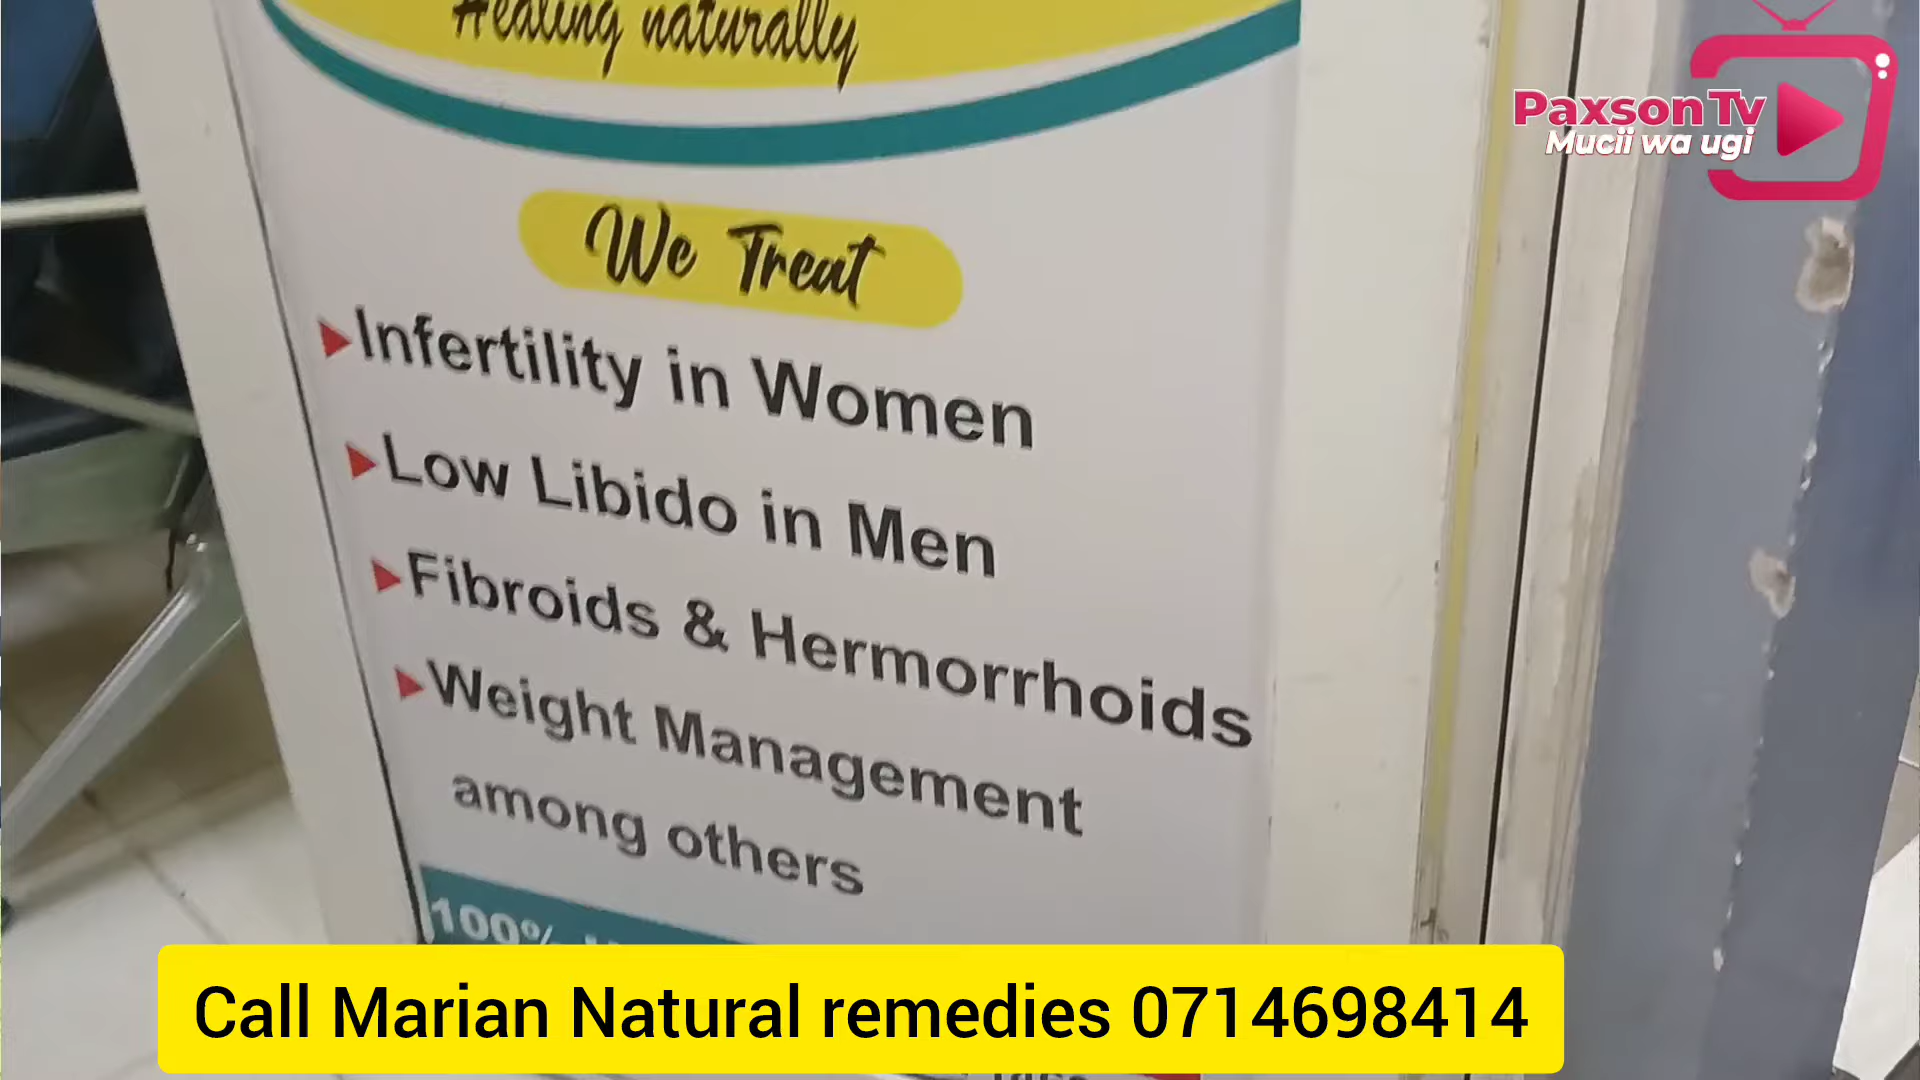 Healing naturally
Paxson Tv
Mucii wa ugi
We Treat
Infertility in Women
Low Libido in Men
Fibroids & Hermorrhoids
Weight Management
among others
100%
Call Marian Natural remedies 0714698414